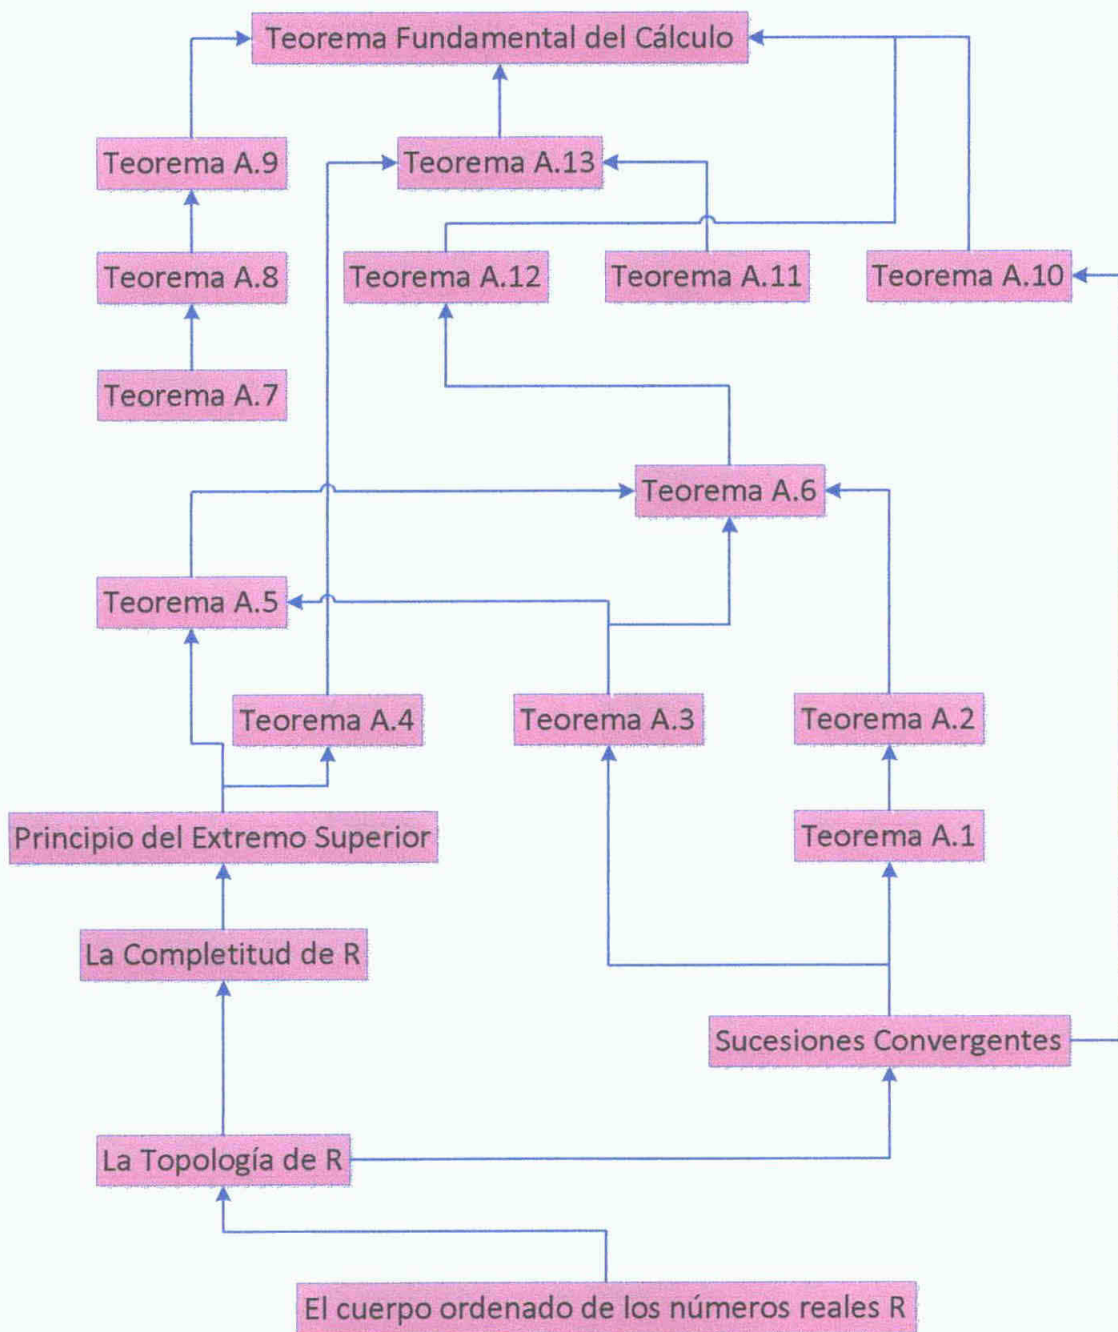 Teorema Fundamental del Cálculo
Teorema A.9
Teorema A.13
Teorema A.8
Teorema A.12
Teorema A.11
Teorema A.10
Teorema A.7
Teorema A.6
Teorema A.5
Teorema A.4
Teorema A.3
Teorema A.2
Principio del Extremo Superior
Teorema A.1
La Completitud de R
Sucesiones Convergentes
La Topología de R
El cuerpo ordenado de los números reales R